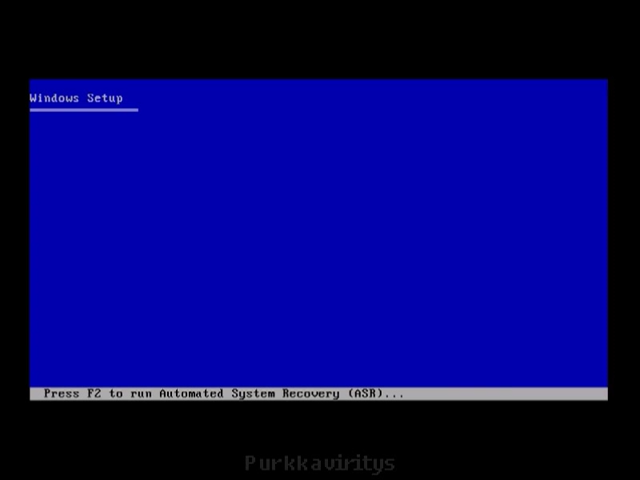 Windows Setup
Press F2 to run Automated System Recovery (ASR)...
Purkkaviritys